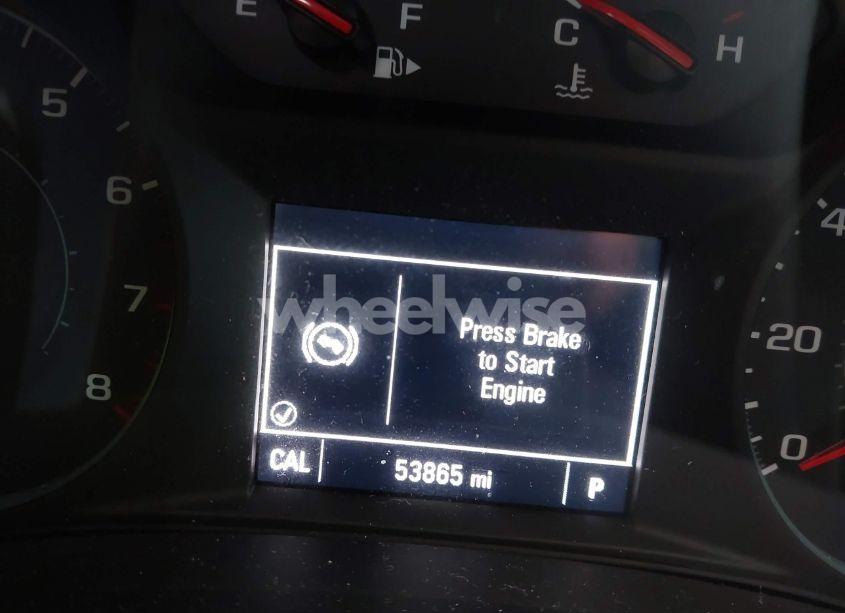 E
F
C
H
5
6
7
8
wheelwise
Press Brake
to Start
Engine
CAL
53865 mi
P
4
20
0